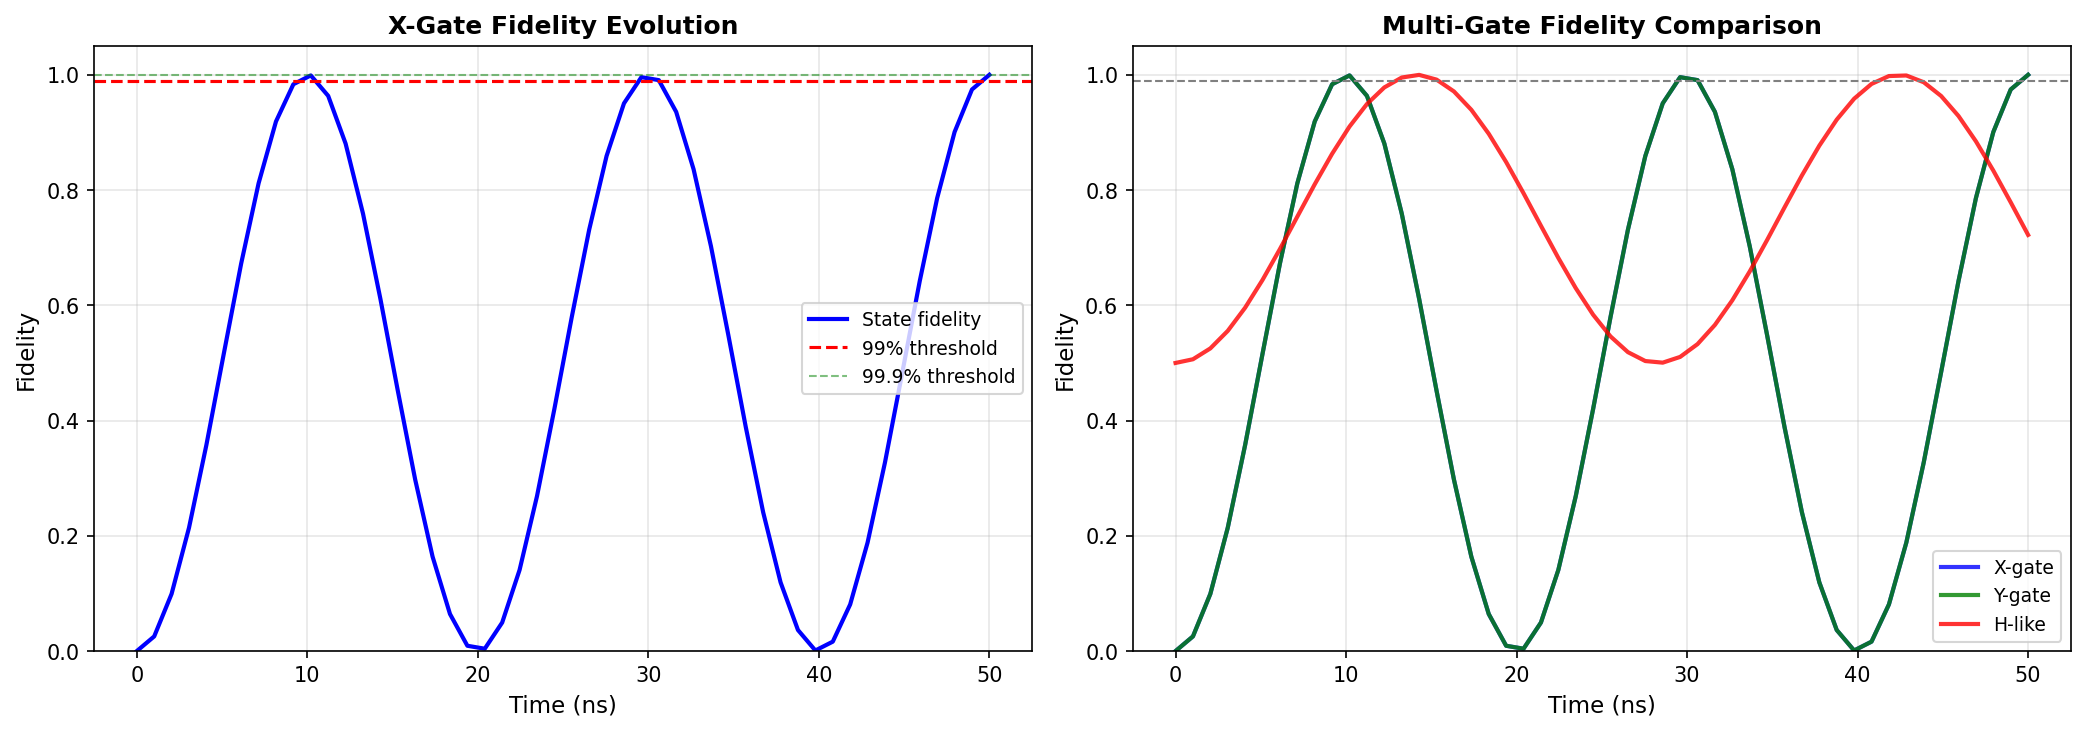 X-Gate Fidelity Evolution
1.0
0.8
0.6
0.4
0.2
0.0
Fidelity
State fidelity
99% threshold
99.9% threshold
0 10 20 30 40 50
Time (ns)
Multi-Gate Fidelity Comparison
1.0
0.8
0.6
0.4
0.2
0.0
Fidelity
X-gate
Y-gate
H-like
0 10 20 30 40 50
Time (ns)